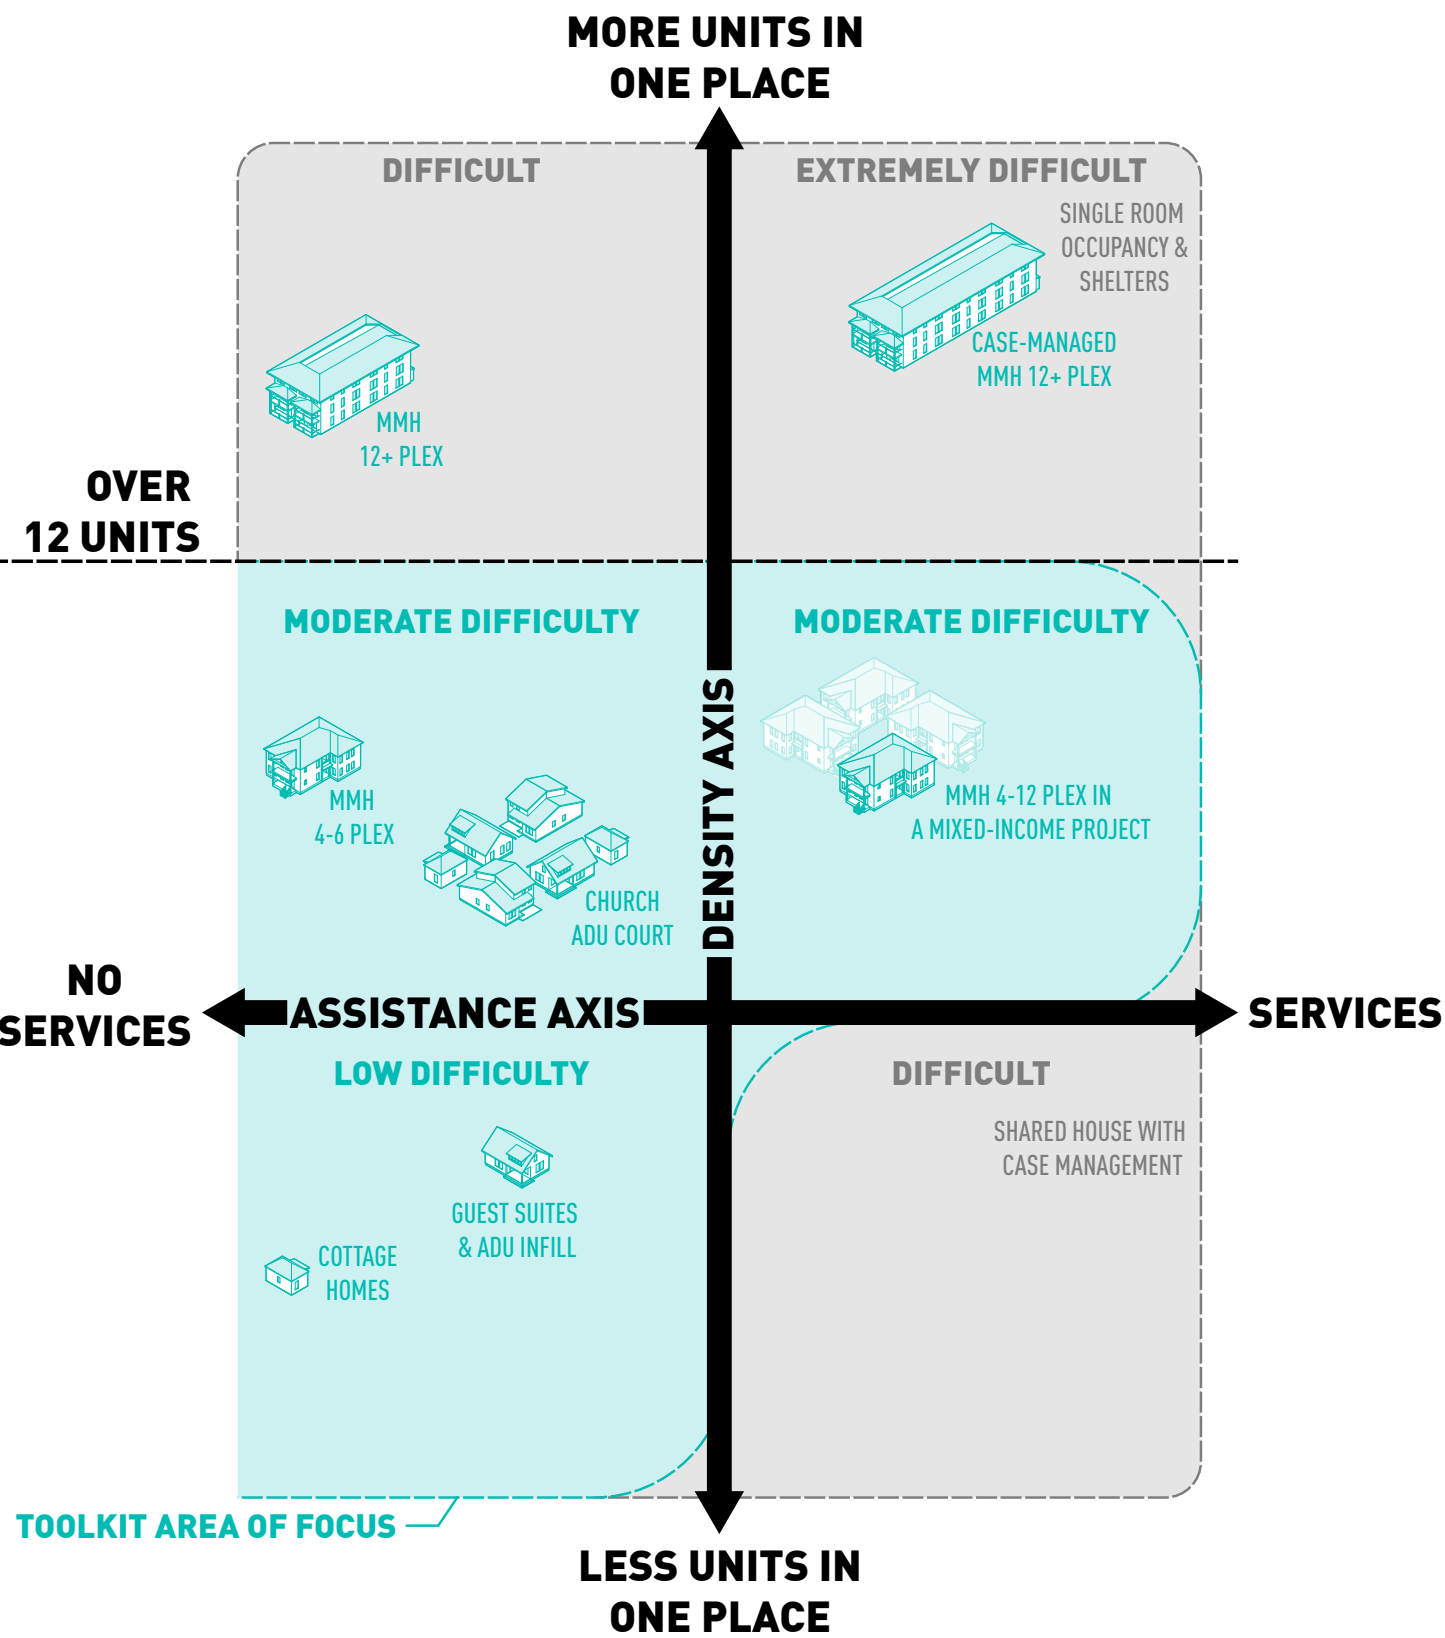 MORE UNITS IN
ONE PLACE
DIFFICULT
EXTREMELY DIFFICULT
SINGLE ROOM
OCCUPANCY &
SHELTERS
CASE-MANAGED
MMH 12+ PLEX
MMH
12+ PLEX
OVER
12 UNITS
MODERATE DIFFICULTY
MODERATE DIFFICULTY
MMH
4-6 PLEX
CHURCH
ADU COURT
DENSITY AXIS
MMH 4-12 PLEX IN
A MIXED-INCOME PROJECT
NO
SERVICES
ASSISTANCE AXIS
SERVICES
LOW DIFFICULTY
DIFFICULT
SHARED HOUSE WITH
CASE MANAGEMENT
GUEST SUITES
& ADU INFILL
COTTAGE
HOMES
TOOLKIT AREA OF FOCUS
LESS UNITS IN
ONE PLACE